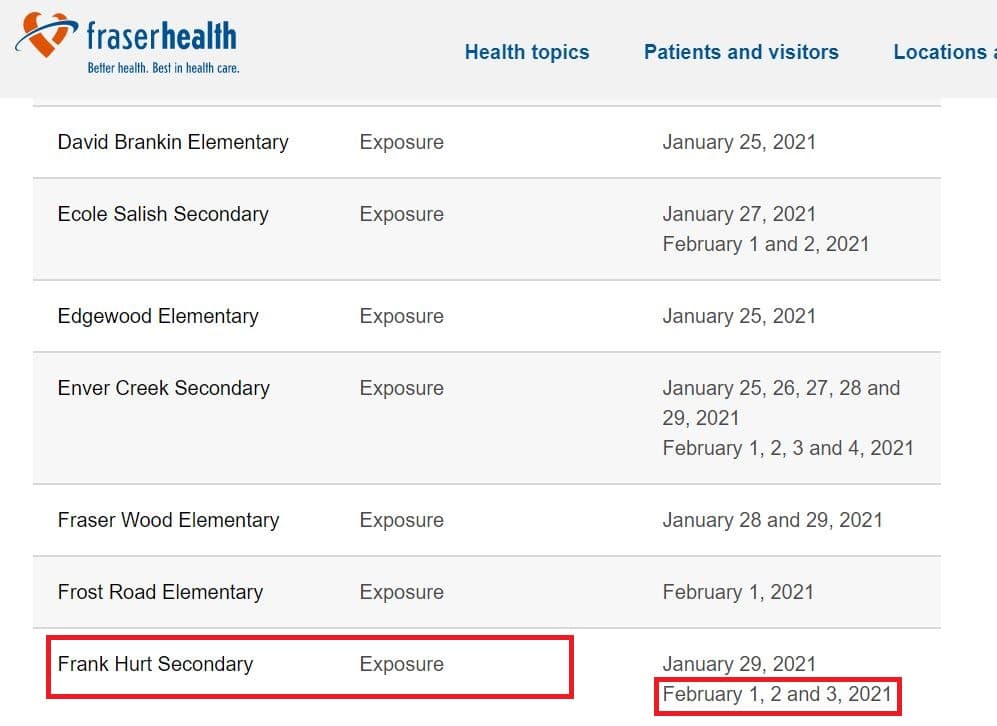 fraserhealth
Better health. Best in health care.
Health topics Patients and visitors Locations
David Brankin Elementary Exposure January 25, 2021
Ecole Salish Secondary Exposure January 27, 2021
February 1 and 2, 2021
Edgewood Elementary Exposure January 25, 2021
Enver Creek Secondary Exposure January 25, 26, 27, 28 and
29, 2021
February 1, 2, 3 and 4, 2021
Fraser Wood Elementary Exposure January 28 and 29, 2021
Frost Road Elementary Exposure February 1, 2021
Frank Hurt Secondary Exposure January 29, 2021
February 1, 2 and 3, 2021